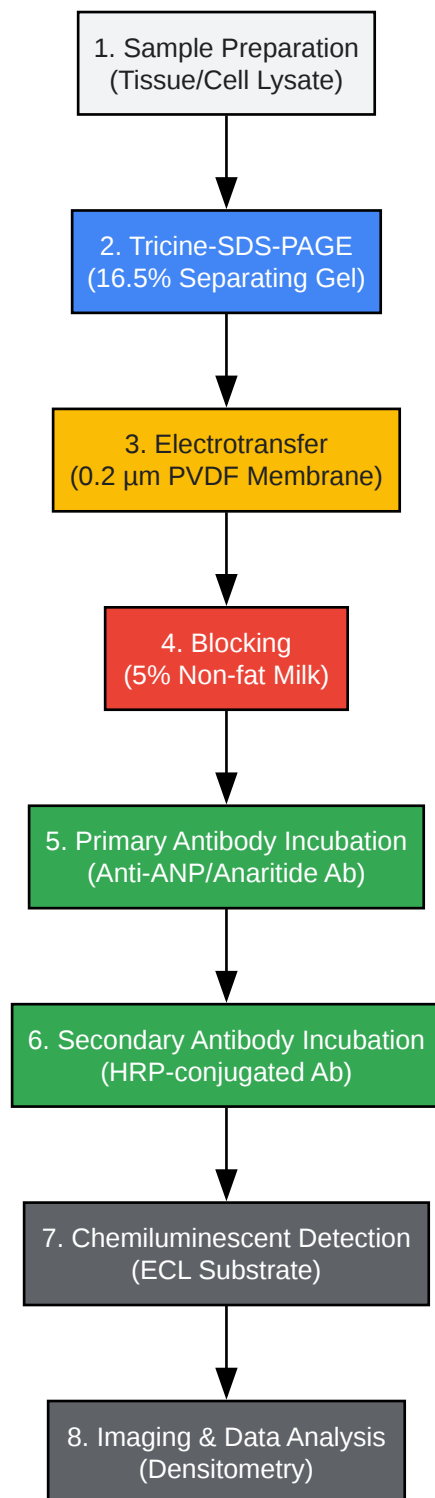 1. Sample Preparation
(Tissue/Cell Lysate)
2. Tricine-SDS-PAGE
(16.5% Separating Gel)
3. Electrotransfer
(0.2 µm PVDF Membrane)
4. Blocking
(5% Non-fat Milk)
5. Primary Antibody Incubation
(Anti-ANP/Anaritide Ab)
6. Secondary Antibody Incubation
(HRP-conjugated Ab)
7. Chemiluminescent Detection
(ECL Substrate)
8. Imaging & Data Analysis
(Densitometry)